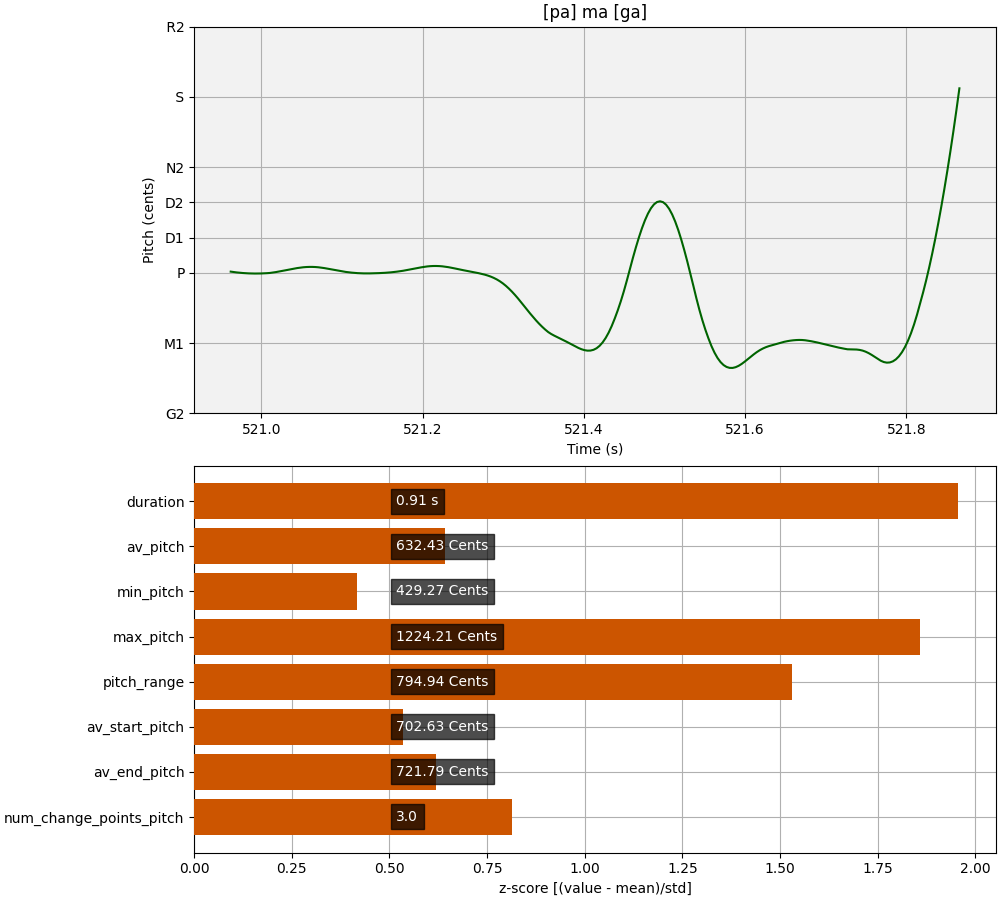 [pa] ma [ga]
R2
S
N2
D2
D1
P
M1
G2
Pitch (cents)
521.0 521.2 521.4 521.6 521.8
Time (s)
duration 0.91 s
av_pitch 632.43 Cents
min_pitch 429.27 Cents
max_pitch 1224.21 Cents
pitch_range 794.94 Cents
av_start_pitch 702.63 Cents
av_end_pitch 721.79 Cents
num_change_points_pitch 3.0
0.00 0.25 0.50 0.75 1.00 1.25 1.50 1.75 2.00
z-score [(value - mean)/std]